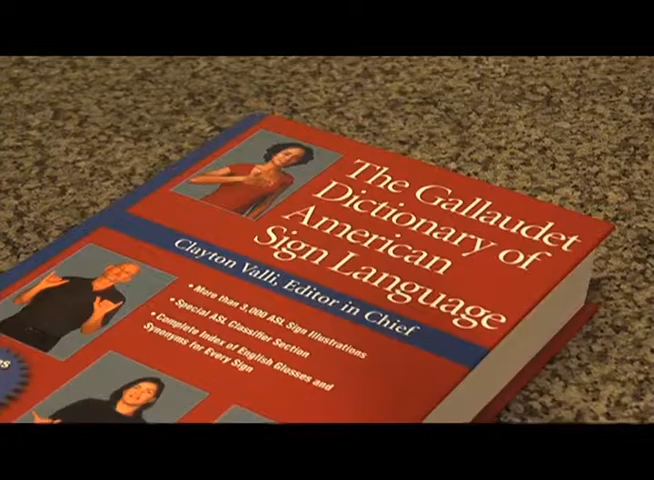 The Gallaudet
Dictionary of
American
Sign Language
Clayton Valli, Editor in Chief
• More than 3,000 ASL Sign Illustrations
• Special ASL Classifier Section
• Complete Index of English Glosses and
Synonyms for Every Sign